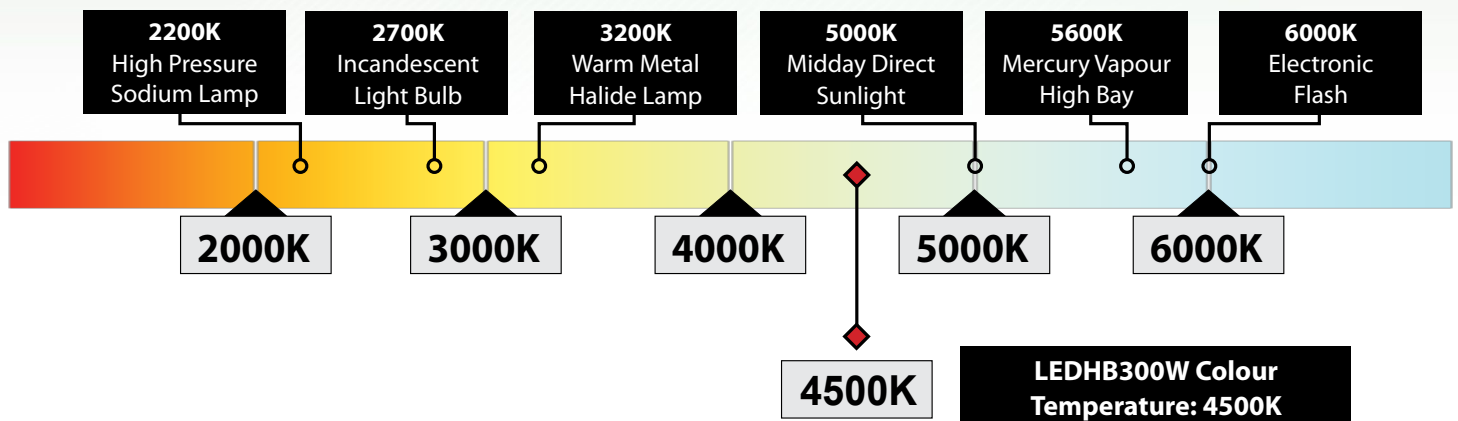 2200K
High Pressure
Sodium Lamp
2700K
Incandescent
Light Bulb
3200K
Warm Metal
Halide Lamp
5000K
Midday Direct
Sunlight
5600K
Mercury Vapour
High Bay
6000K
Electronic
Flash
2000K
3000K
4000K
5000K
6000K
4500K
LEDHB300W Colour
Temperature: 4500K